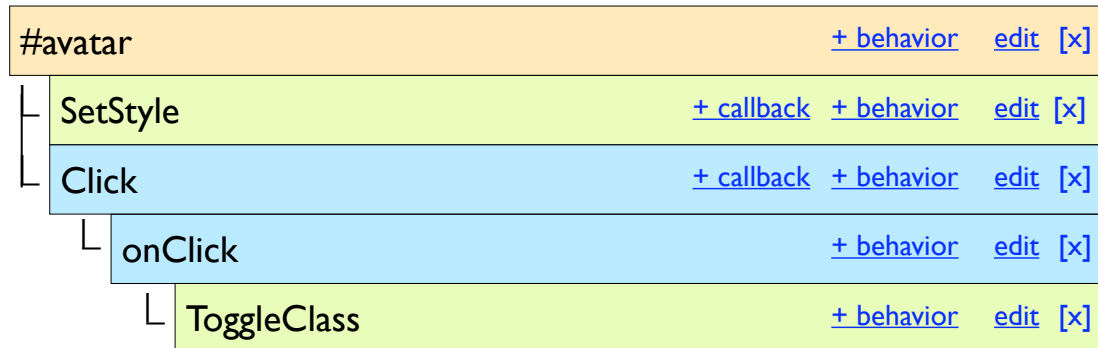 #avatar + behavior edit [x]
SetStyle + callback + behavior edit [x]
Click + callback + behavior edit [x]
onClick + behavior edit [x]
ToggleClass + behavior edit [x]